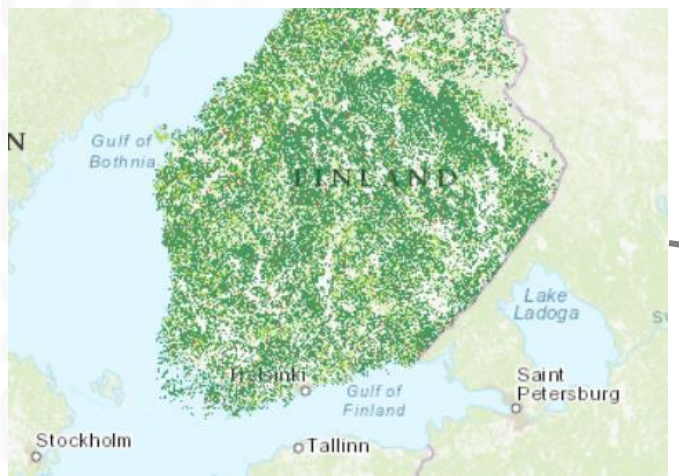 N
Gulf of
Bothnia
FINLAND
Helsinki
Gulf of
Finland
Lake
Ladoga
Saint
Petersburg
Stockholm
Tallinn